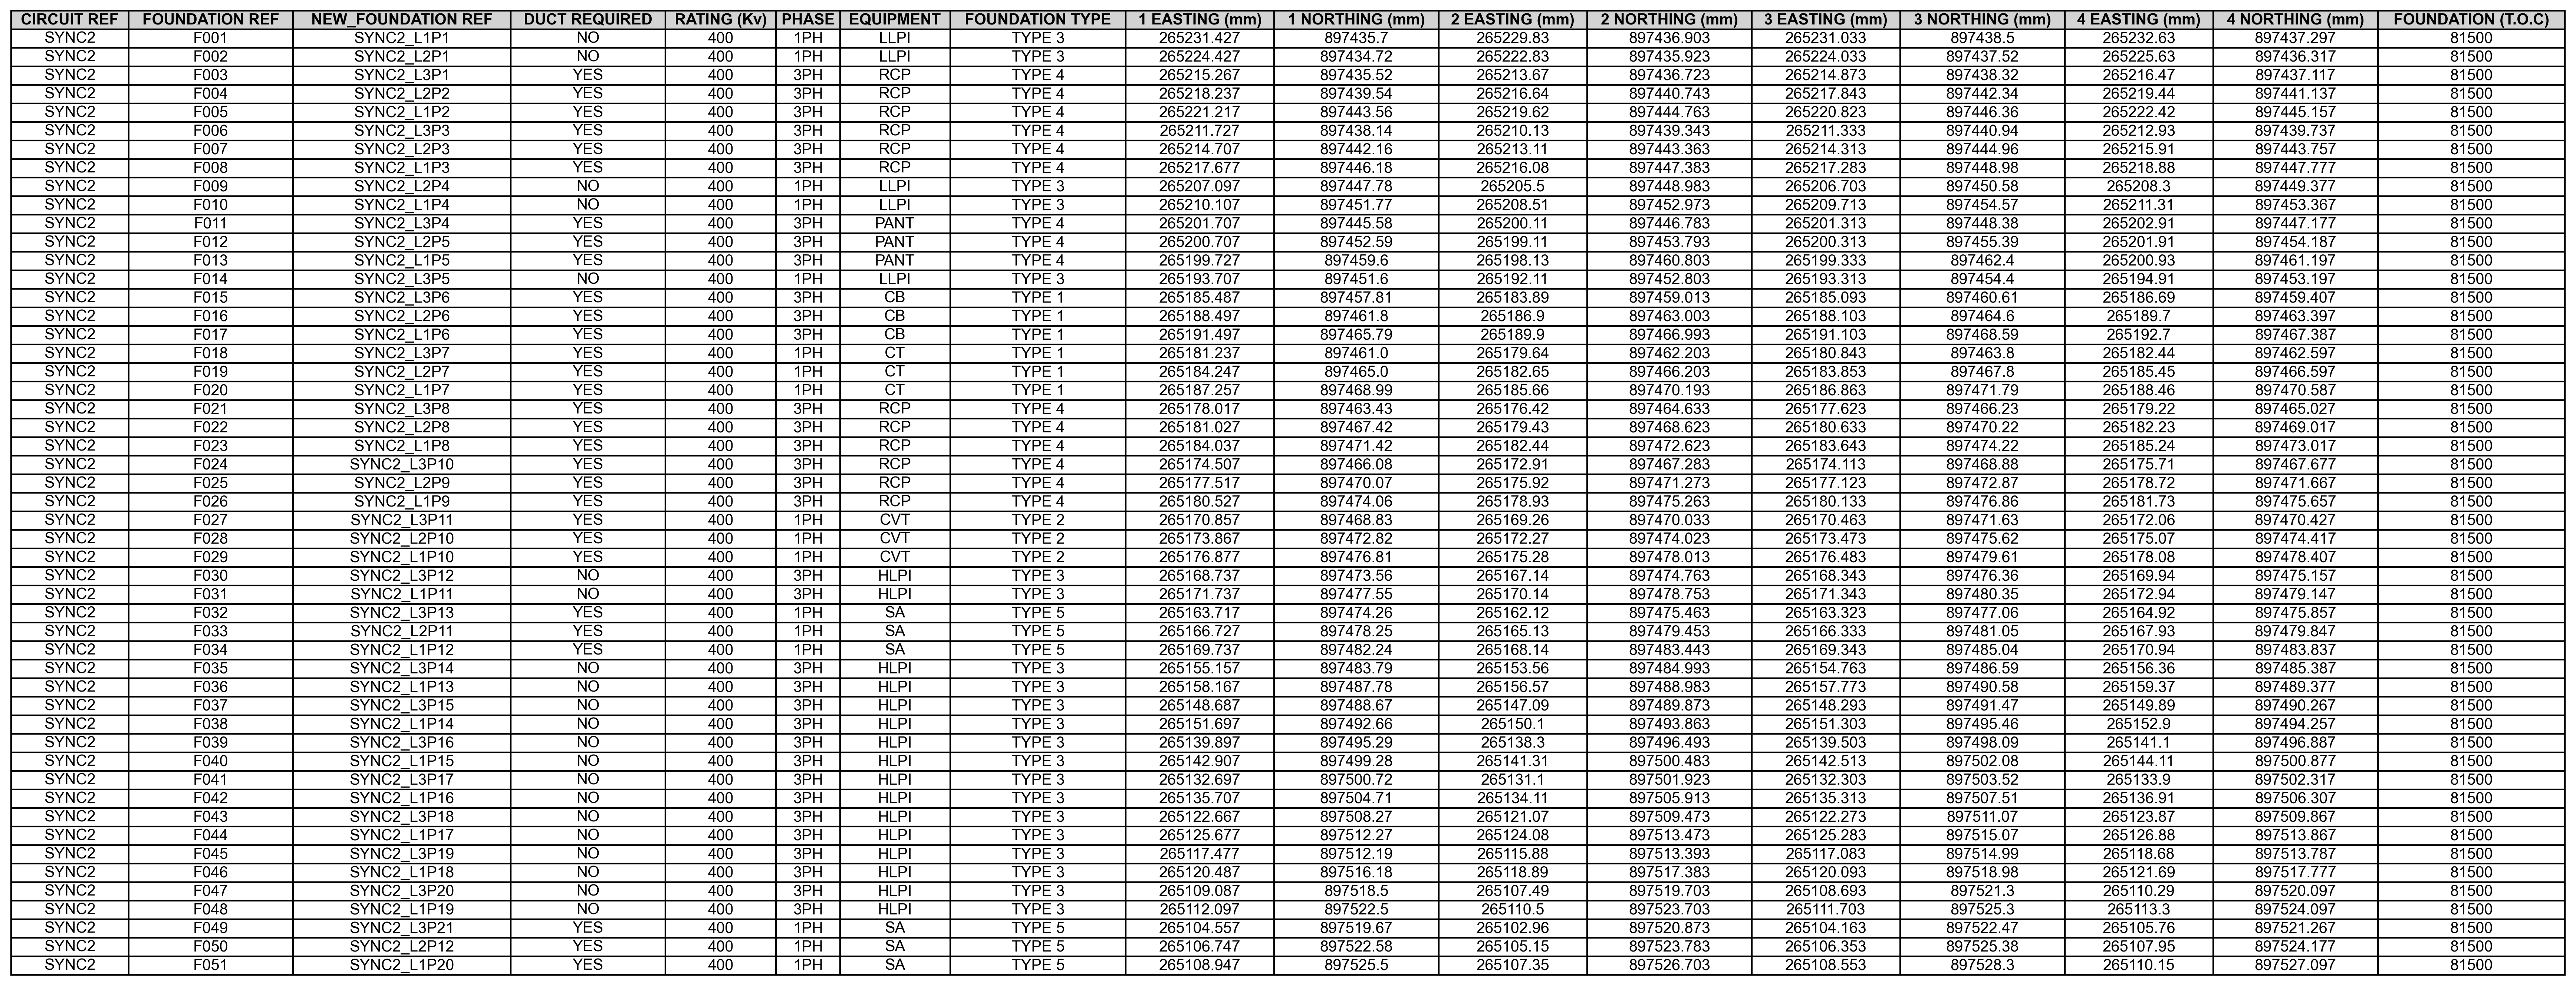 CIRCUIT REF FOUNDATION REF NEW_FOUNDATION REF DUCT REQUIRED RATING (Kv) PHASE EQUIPMENT FOUNDATION TYPE 1 EASTING (mm) 1 NORTHING (mm) 2 EASTING (mm) 2 NORTHING (mm) 3 EASTING (mm) 3 NORTHING (mm) 4 EASTING (mm) 4 NORTHING (mm) FOUNDATION (T.O.C)
SYNC2 F001 SYNC2_L1P1 NO 400 1PH LLPI TYPE 3 265231.427 897435.7 265229.83 897436.903 265231.033 897438.5 265232.63 897437.297 81500
SYNC2 F002 SYNC2_L2P1 NO 400 1PH LLPI TYPE 3 265224.427 897434.72 265222.83 897435.923 265224.033 897437.52 265225.63 897436.317 81500
SYNC2 F003 SYNC2_L3P1 YES 400 3PH RCP TYPE 4 265215.267 897435.52 265213.67 897436.723 265214.873 897438.32 265216.47 897437.117 81500
SYNC2 F004 SYNC2_L2P2 YES 400 3PH RCP TYPE 4 265218.237 897439.54 265216.64 897440.743 265217.843 897442.34 265219.44 897441.137 81500
SYNC2 F005 SYNC2_L1P2 YES 400 3PH RCP TYPE 4 265221.217 897443.56 265219.62 897444.763 265220.823 897446.36 265222.42 897445.157 81500
SYNC2 F006 SYNC2_L3P3 YES 400 3PH RCP TYPE 4 265211.727 897438.14 265210.13 897439.343 265211.333 897440.94 265212.93 897439.737 81500
SYNC2 F007 SYNC2_L2P3 YES 400 3PH RCP TYPE 4 265214.707 897442.16 265213.11 897443.363 265214.313 897444.96 265215.91 897443.757 81500
SYNC2 F008 SYNC2_L1P3 YES 400 3PH RCP TYPE 4 265217.677 897446.18 265216.08 897447.383 265217.283 897448.98 265218.88 897447.777 81500
SYNC2 F009 SYNC2_L2P4 NO 400 1PH LLPI TYPE 3 265207.097 897447.78 265205.5 897448.983 265206.703 897450.58 265208.3 897449.377 81500
SYNC2 F010 SYNC2_L1P4 NO 400 1PH LLPI TYPE 3 265210.107 897451.77 265208.51 897452.973 265209.713 897454.57 265211.31 897453.367 81500
SYNC2 F011 SYNC2_L3P4 YES 400 3PH PANT TYPE 4 265201.707 897445.58 265200.11 897446.783 265201.313 897448.38 265202.91 897447.177 81500
SYNC2 F012 SYNC2_L2P5 YES 400 3PH PANT TYPE 4 265200.707 897452.59 265199.11 897453.793 265200.313 897455.39 265201.91 897454.187 81500
SYNC2 F013 SYNC2_L1P5 YES 400 3PH PANT TYPE 4 265199.727 897459.6 265198.13 897460.803 265199.333 897462.4 265200.93 897461.197 81500
SYNC2 F014 SYNC2_L3P5 NO 400 1PH LLPI TYPE 3 265193.707 897451.6 265192.11 897452.803 265193.313 897454.4 265194.91 897453.197 81500
SYNC2 F015 SYNC2_L3P6 YES 400 3PH CB TYPE 1 265185.487 897457.81 265183.89 897459.013 265185.093 897460.61 265186.69 897459.407 81500
SYNC2 F016 SYNC2_L2P6 YES 400 3PH CB TYPE 1 265188.497 897461.8 265186.9 897463.003 265188.103 897464.6 265189.7 897463.397 81500
SYNC2 F017 SYNC2_L1P6 YES 400 3PH CB TYPE 1 265191.497 897465.79 265189.9 897466.993 265191.103 897468.59 265192.7 897467.387 81500
SYNC2 F018 SYNC2_L3P7 YES 400 1PH CT TYPE 1 265181.237 897461.0 265179.64 897462.203 265180.843 897463.8 265182.44 897462.597 81500
SYNC2 F019 SYNC2_L2P7 YES 400 1PH CT TYPE 1 265184.247 897465.0 265182.65 897466.203 265183.853 897467.8 265185.45 897466.597 81500
SYNC2 F020 SYNC2_L1P7 YES 400 1PH CT TYPE 1 265187.257 897468.99 265185.66 897470.193 265186.863 897471.79 265188.46 897470.587 81500
SYNC2 F021 SYNC2_L3P8 YES 400 3PH RCP TYPE 4 265178.017 897463.43 265176.42 897464.633 265177.623 897466.23 265179.22 897465.027 81500
SYNC2 F022 SYNC2_L2P8 YES 400 3PH RCP TYPE 4 265181.027 897467.42 265179.43 897468.623 265180.633 897470.22 265182.23 897469.017 81500
SYNC2 F023 SYNC2_L1P8 YES 400 3PH RCP TYPE 4 265184.037 897471.42 265182.44 897472.623 265183.643 897474.22 265185.24 897473.017 81500
SYNC2 F024 SYNC2_L3P10 YES 400 3PH RCP TYPE 4 265174.507 897466.08 265172.91 897467.283 265174.113 897468.88 265175.71 897467.677 81500
SYNC2 F025 SYNC2_L2P9 YES 400 3PH RCP TYPE 4 265177.517 897470.07 265175.92 897471.273 265177.123 897472.87 265178.72 897471.667 81500
SYNC2 F026 SYNC2_L1P9 YES 400 3PH RCP TYPE 4 265180.527 897474.06 265178.93 897475.263 265180.133 897476.86 265181.73 897475.657 81500
SYNC2 F027 SYNC2_L3P11 YES 400 1PH CVT TYPE 2 265170.857 897468.83 265169.26 897470.033 265170.463 897471.63 265172.06 897470.427 81500
SYNC2 F028 SYNC2_L2P10 YES 400 1PH CVT TYPE 2 265173.867 897472.82 265172.27 897474.023 265173.473 897475.62 265175.07 897474.417 81500
SYNC2 F029 SYNC2_L1P10 YES 400 1PH CVT TYPE 2 265176.877 897476.81 265175.28 897478.013 265176.483 897479.61 265178.08 897478.407 81500
SYNC2 F030 SYNC2_L3P12 NO 400 3PH HLPI TYPE 3 265168.737 897473.56 265167.14 897474.763 265168.343 897476.36 265169.94 897475.157 81500
SYNC2 F031 SYNC2_L1P11 NO 400 3PH HLPI TYPE 3 265171.737 897477.55 265170.14 897478.753 265171.343 897480.35 265172.94 897479.147 81500
SYNC2 F032 SYNC2_L3P13 YES 400 1PH SA TYPE 5 265163.717 897474.26 265162.12 897475.463 265163.323 897477.06 265164.92 897475.857 81500
SYNC2 F033 SYNC2_L2P11 YES 400 1PH SA TYPE 5 265166.727 897478.25 265165.13 897479.453 265166.333 897481.05 265167.93 897479.847 81500
SYNC2 F034 SYNC2_L1P12 YES 400 1PH SA TYPE 5 265169.737 897482.24 265168.14 897483.443 265169.343 897485.04 265170.94 897483.837 81500
SYNC2 F035 SYNC2_L3P14 NO 400 3PH HLPI TYPE 3 265155.157 897483.79 265153.56 897484.993 265154.763 897486.59 265156.36 897485.387 81500
SYNC2 F036 SYNC2_L1P13 NO 400 3PH HLPI TYPE 3 265158.167 897487.78 265156.57 897488.983 265157.773 897490.58 265159.37 897489.377 81500
SYNC2 F037 SYNC2_L3P15 NO 400 3PH HLPI TYPE 3 265148.687 897488.67 265147.09 897489.873 265148.293 897491.47 265149.89 897490.267 81500
SYNC2 F038 SYNC2_L1P14 NO 400 3PH HLPI TYPE 3 265151.697 897492.66 265150.1 897493.863 265151.303 897495.46 265152.9 897494.257 81500
SYNC2 F039 SYNC2_L3P16 NO 400 3PH HLPI TYPE 3 265139.897 897495.29 265138.3 897496.493 265139.503 897498.09 265141.1 897496.887 81500
SYNC2 F040 SYNC2_L1P15 NO 400 3PH HLPI TYPE 3 265142.907 897499.28 265141.31 897500.483 265142.513 897502.08 265144.11 897500.877 81500
SYNC2 F041 SYNC2_L3P17 NO 400 3PH HLPI TYPE 3 265132.697 897500.72 265131.1 897501.923 265132.303 897503.52 265133.9 897502.317 81500
SYNC2 F042 SYNC2_L1P16 NO 400 3PH HLPI TYPE 3 265135.707 897504.71 265134.11 897505.913 265135.313 897507.51 265136.91 897506.307 81500
SYNC2 F043 SYNC2_L3P18 NO 400 3PH HLPI TYPE 3 265122.667 897508.27 265121.07 897509.473 265122.273 897511.07 265123.87 897509.867 81500
SYNC2 F044 SYNC2_L1P17 NO 400 3PH HLPI TYPE 3 265125.677 897512.27 265124.08 897513.473 265125.283 897515.07 265126.88 897513.867 81500
SYNC2 F045 SYNC2_L3P19 NO 400 3PH HLPI TYPE 3 265117.477 897512.19 265115.88 897513.393 265117.083 897514.99 265118.68 897513.787 81500
SYNC2 F046 SYNC2_L1P18 NO 400 3PH HLPI TYPE 3 265120.487 897516.18 265118.89 897517.383 265120.093 897518.98 265121.69 897517.777 81500
SYNC2 F047 SYNC2_L3P20 NO 400 3PH HLPI TYPE 3 265109.087 897518.5 265107.49 897519.703 265108.693 897521.3 265110.29 897520.097 81500
SYNC2 F048 SYNC2_L1P19 NO 400 3PH HLPI TYPE 3 265112.097 897522.5 265110.5 897523.703 265111.703 897525.3 265113.3 897524.097 81500
SYNC2 F049 SYNC2_L3P21 YES 400 1PH SA TYPE 5 265104.557 897519.67 265102.96 897520.873 265104.163 897522.47 265105.76 897521.267 81500
SYNC2 F050 SYNC2_L2P12 YES 400 1PH SA TYPE 5 265106.747 897522.58 265105.15 897523.783 265106.353 897525.38 265107.95 897524.177 81500
SYNC2 F051 SYNC2_L1P20 YES 400 1PH SA TYPE 5 265108.947 897525.5 265107.35 897526.703 265108.553 897528.3 265110.15 897527.097 81500